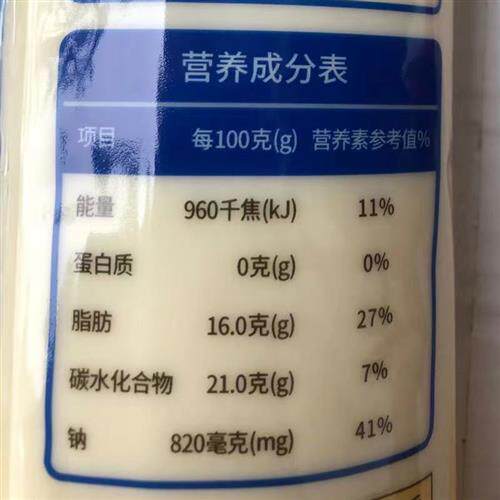 营养成分表
项目 每100克(g) 营养素参考值%
能量 960千焦(kJ) 11%
蛋白质 0克(g) 0%
脂肪 16.0克(g) 27%
碳水化合物 21.0克(g) 7%
钠 820毫克(mg) 41%